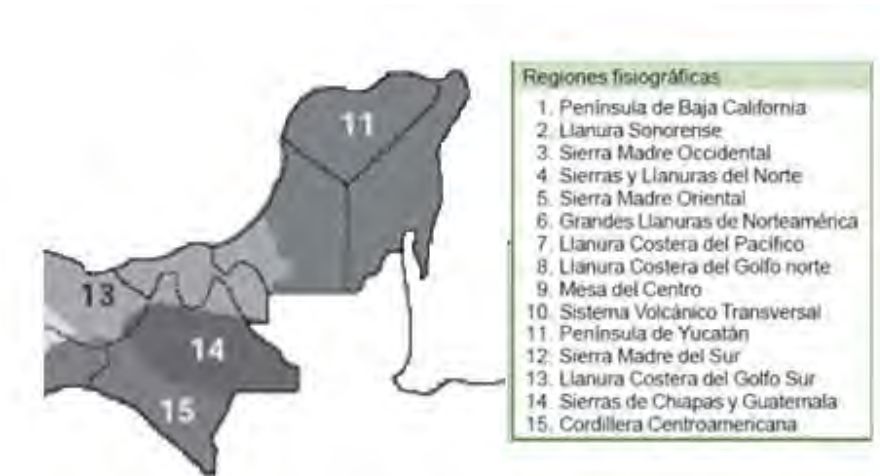 11
13
14
15
Regiones fisiográficas
1. Península de Baja California
2. Llanura Sonorense
3. Sierra Madre Occidental
4. Sierras y Llanuras del Norte
5. Sierra Madre Oriental
6. Grandes Llanuras de Norteamérica
7. Llanura Costera del Pacífico
8. Llanura Costera del Golfo norte
9. Mesa del Centro
10. Sistema Volcánico Transversal
11. Península de Yucatán
12. Sierra Madre del Sur
13. Llanura Costera del Golfo Sur
14. Sierras de Chiapas y Guatemala
15. Cordillera Centroamericana